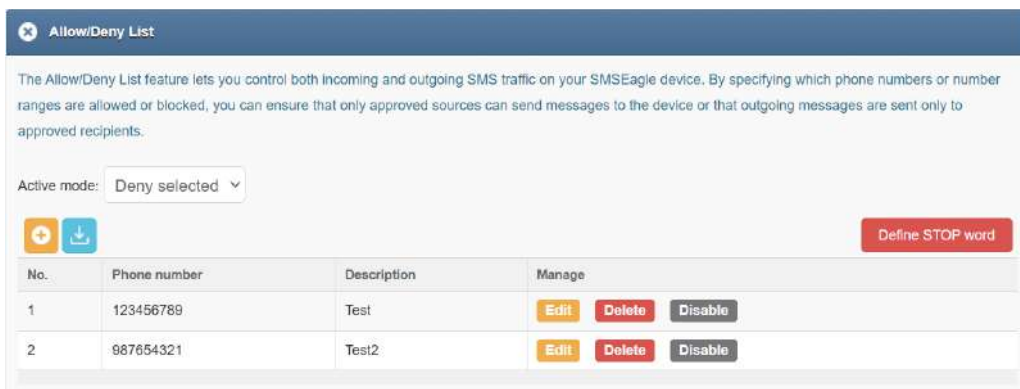 Allow/Deny List
The Allow/Deny List feature lets you control both incoming and outgoing SMS traffic on your SMSEagle device. By specifying which phone numbers or number
ranges are allowed or blocked, you can ensure that only approved sources can send messages to the device or that outgoing messages are sent only to
approved recipients.
Active mode: Deny selected
Define STOP word
No. Phone number Description Manage
1 123456789 Test Edit Delete Disable
2 987654321 Test2 Edit Delete Disable